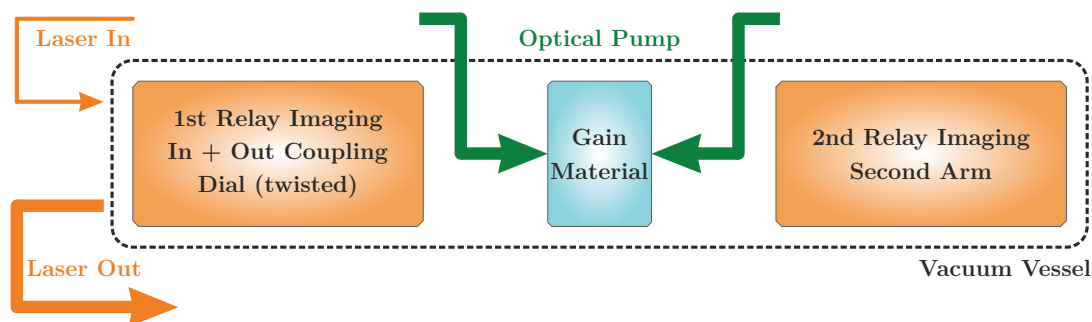 Laser In
Optical Pump
1st Relay Imaging
In + Out Coupling
Dial (twisted)
Gain
Material
2nd Relay Imaging
Second Arm
Laser Out
Vacuum Vessel